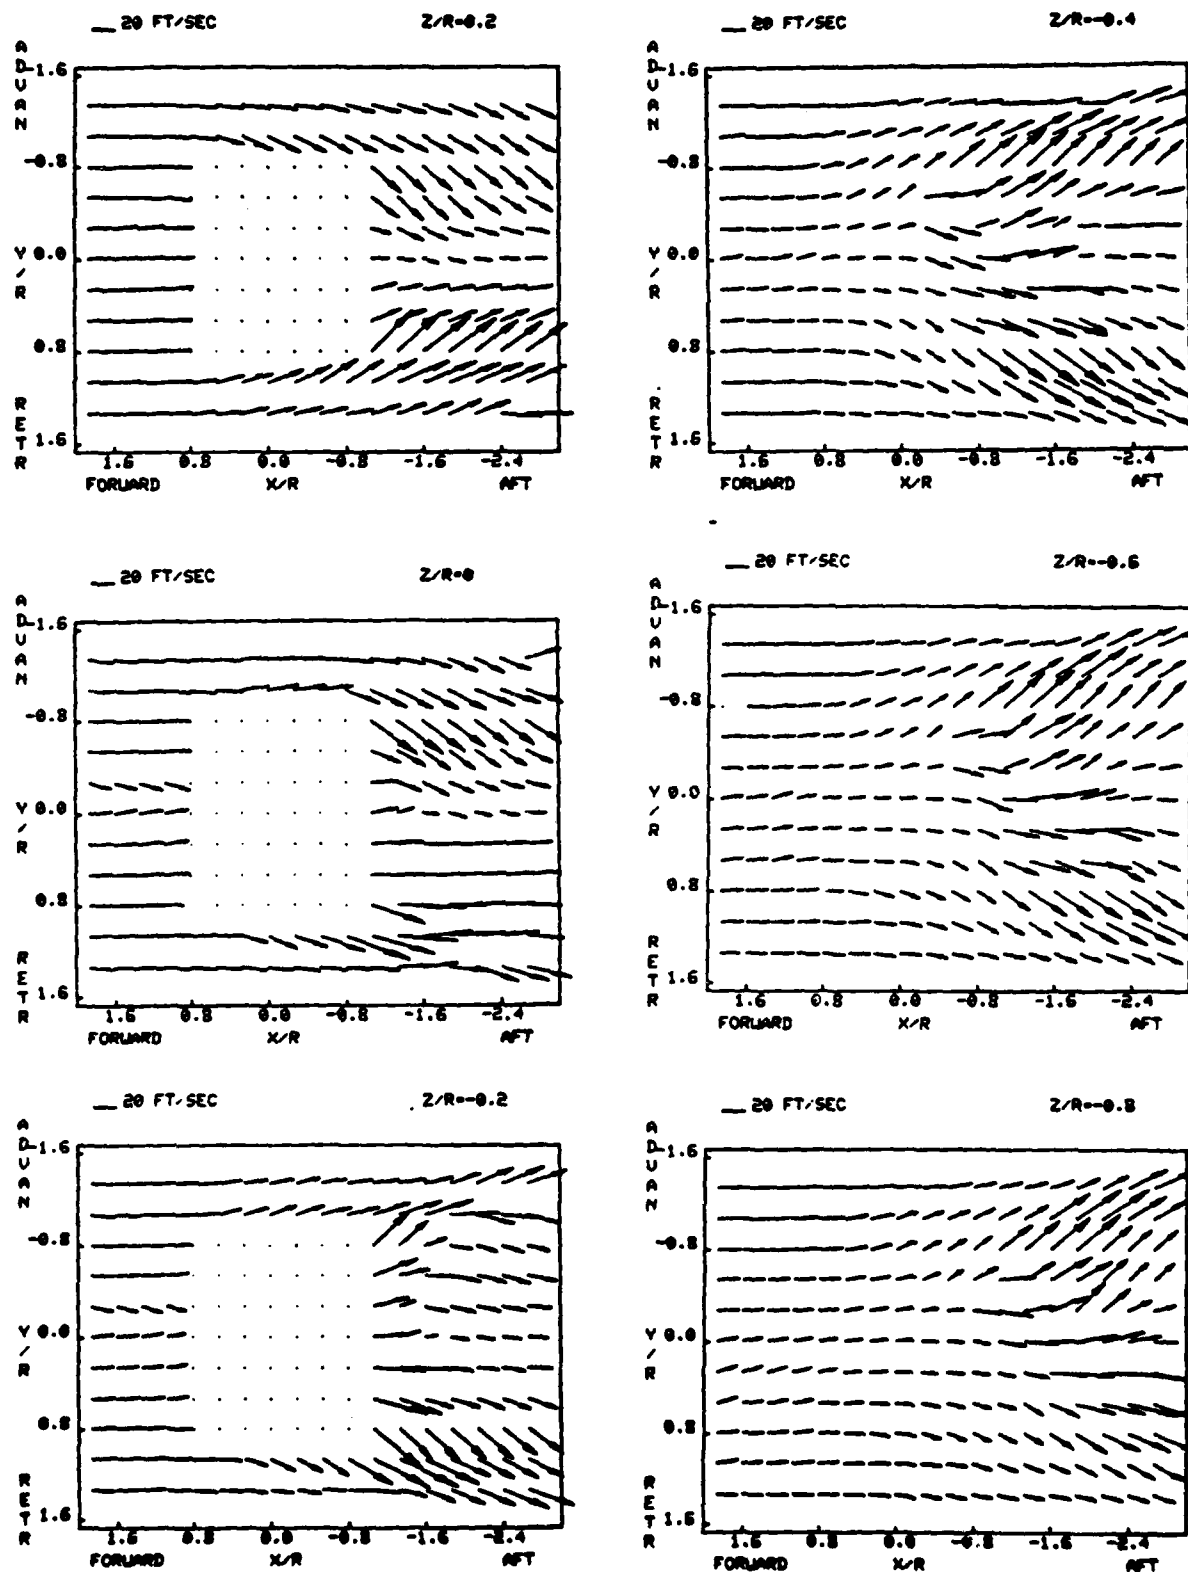 20 FT/SEC Z/R=0.2
ADVAN
-1.6
-0.8
Y/R 0.0
0.8
RETR
1.6
1.6 0.8 0.0 -0.8 -1.6 -2.4
FORWARD X/R AFT
20 FT/SEC Z/R=-0.4
ADVAN
-1.6
-0.8
Y/R 0.0
0.8
RETR
1.6
1.6 0.8 0.0 -0.8 -1.6 -2.4
FORWARD X/R AFT
20 FT/SEC Z/R=0
ADVAN
-1.6
-0.8
Y/R 0.0
0.8
RETR
1.6
1.6 0.8 0.0 -0.8 -1.6 -2.4
FORWARD X/R AFT
20 FT/SEC Z/R=-0.6
ADVAN
-1.6
-0.8
Y/R 0.0
0.8
RETR
1.6
1.6 0.8 0.0 -0.8 -1.6 -2.4
FORWARD X/R AFT
20 FT/SEC Z/R=-0.2
ADVAN
-1.6
-0.8
Y/R 0.0
0.8
RETR
1.6
1.6 0.8 0.0 -0.8 -1.6 -2.4
FORWARD X/R AFT
20 FT/SEC Z/R=-0.8
ADVAN
-1.6
-0.8
Y/R 0.0
0.8
RETR
1.6
1.6 0.8 0.0 -0.8 -1.6 -2.4
FORWARD X/R AFT